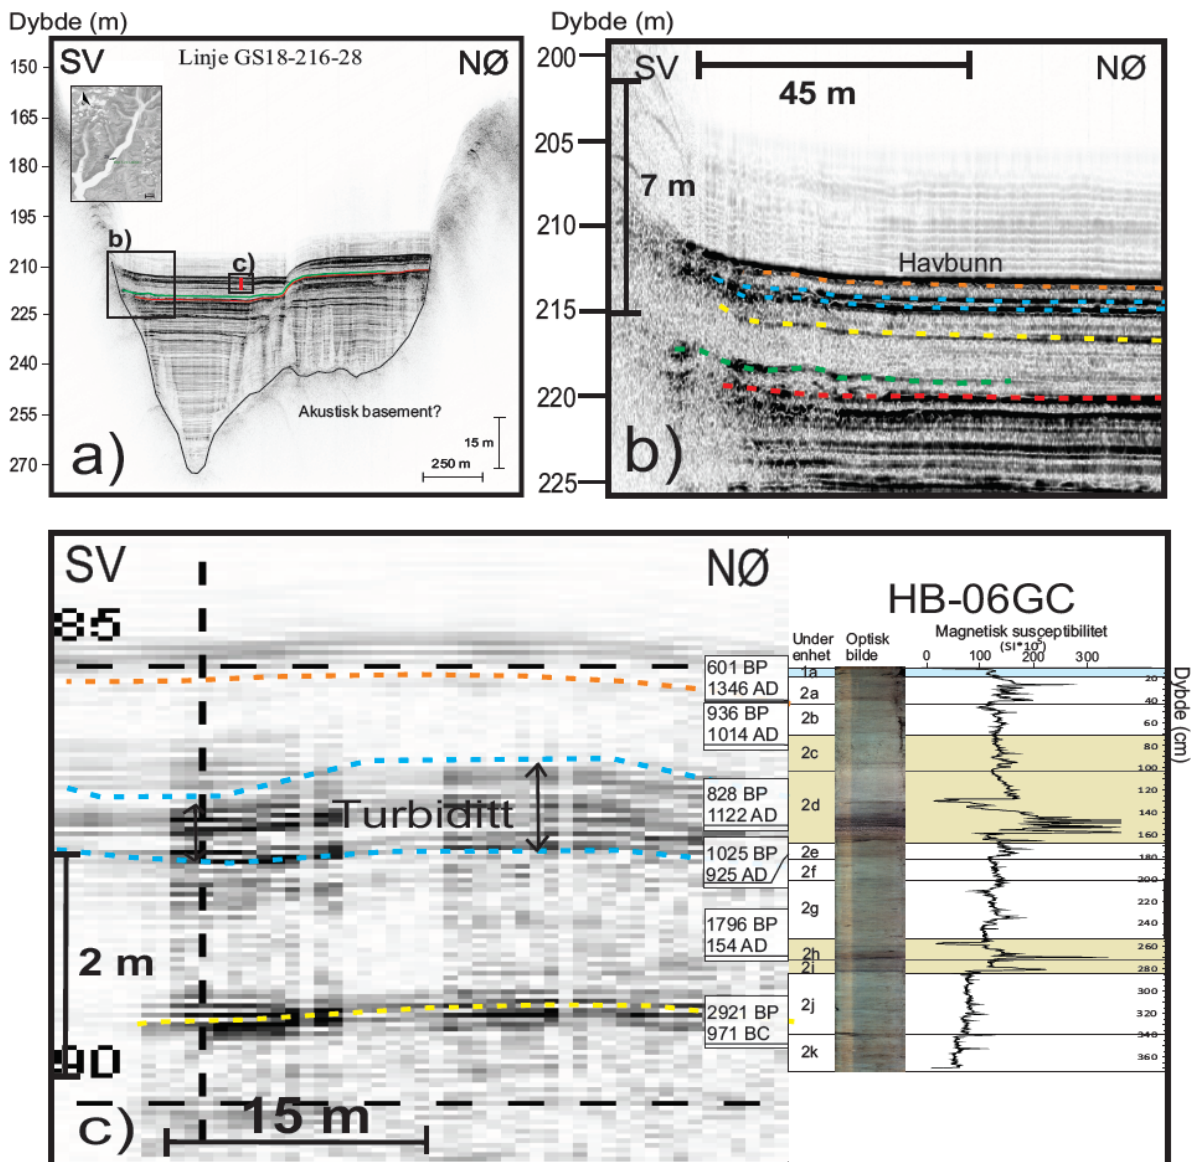 Dybde (m)
SV
Linje GS18-216-28
NØ
150
165
180
195
210
225
240
255
270
b)
c)
Akustisk basement?
15 m
250 m
a)
Dybde (m)
200
205
210
215
220
225
SV
NØ
45 m
7 m
Havbunn
b)
SV
NØ
85
Turbiditt
2 m
90
15 m
c)
601 BP
1346 AD
936 BP
1014 AD
828 BP
1122 AD
1025 BP
925 AD
1796 BP
154 AD
2921 BP
971 BC
HB-06GC
Under
enhet
Optisk
bilde
Magnetisk susceptibilitet
(SI*10⁵)
0 100 200 300
1a
2a
2b
2c
2d
2e
2f
2g
2h
2i
2j
2k
20
40
60
80
100
120
140
160
180
200
220
240
260
280
300
320
340
360
Dybde (cm)